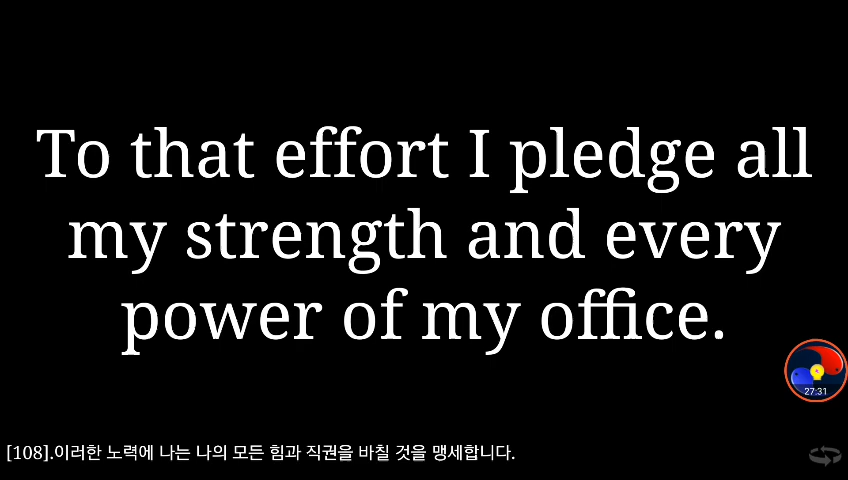 To that effort I pledge all
my strength and every
power of my office.
27:31
[108].이러한 노력에 나는 나의 모든 힘과 직권을 바칠 것을 맹세합니다.